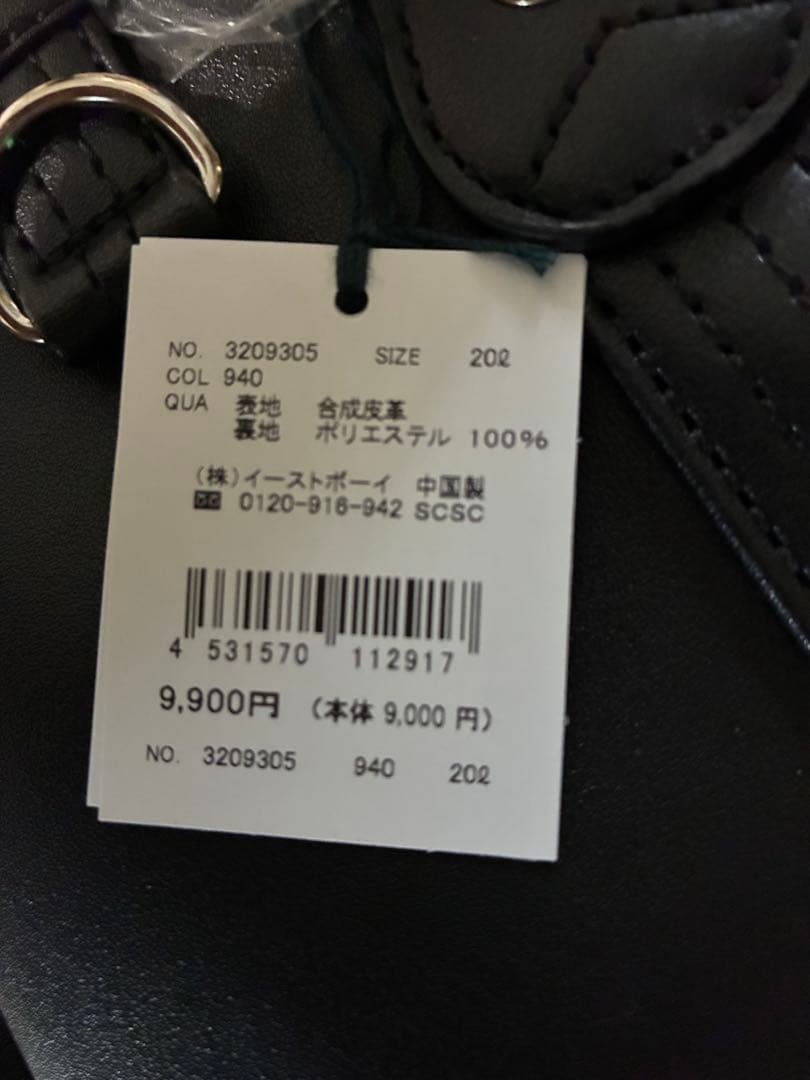 NO. 3209305 SIZE 20ℓ
COL 940
QUA 表地 合成皮革
裏地 ポリエステル 100%
(株)イーストボーイ 中国製
0120-916-942 SCSC
4 531570 112917
9,900円 (本体 9,000 円)
NO. 3209305 940 20ℓ